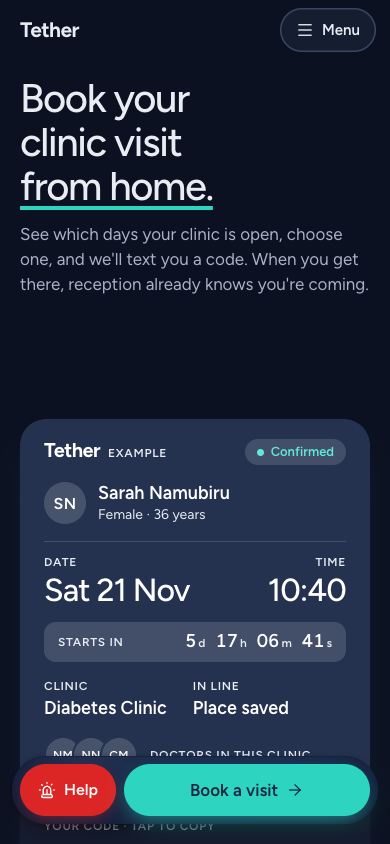 Tether
Menu
Book your
clinic visit
from home.
See which days your clinic is open, choose
one, and we'll text you a code. When you get
there, reception already knows you're coming.
Tether EXAMPLE
Confirmed
SN
Sarah Namubiru
Female · 36 years
DATE
TIME
Sat 21 Nov
10:40
STARTS IN
5d 17h 06m 41s
CLINIC
IN LINE
Diabetes Clinic
Place saved
NM NN CM DOCTORS IN THIS CLINIC
Help
Book a visit
YOUR CODE · TAP TO COPY